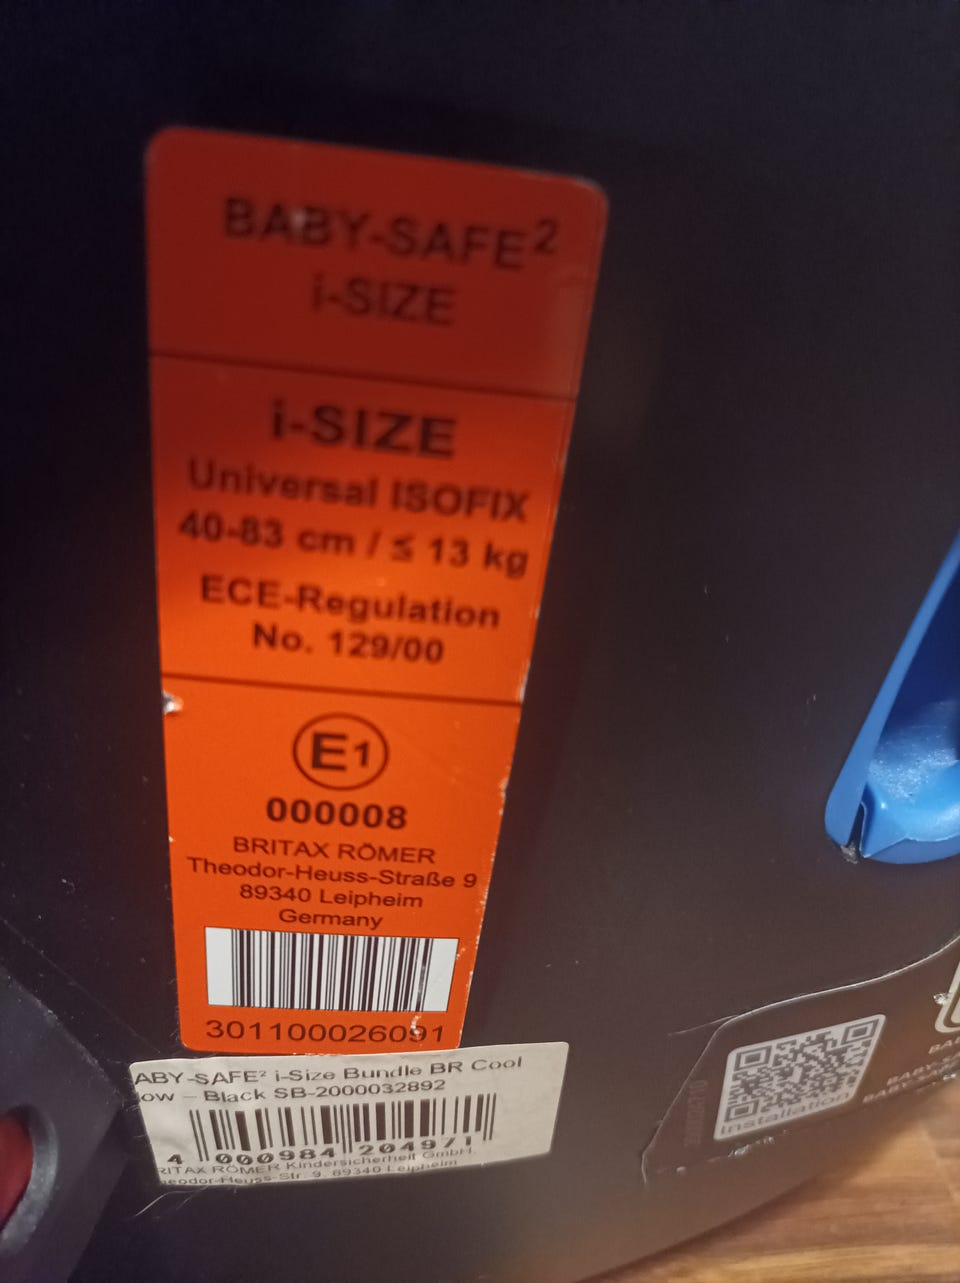 BABY-SAFE²
i-SIZE
i-SIZE
Universal ISOFIX
40-83 cm / ≤ 13 kg
ECE-Regulation
No. 129/00
E1
000008
BRITAX RÖMER
Theodor-Heuss-Straße 9
89340 Leipheim
Germany
301100026091
ABY-SAFE² i-Size Bundle BR Cool
ow – Black SB-2000032892
4 000984 204971
RITAX RÖMER Kindersicherheit GmbH.
heodor-Heuss-Str. 9, 89340 Leipheim
Installation